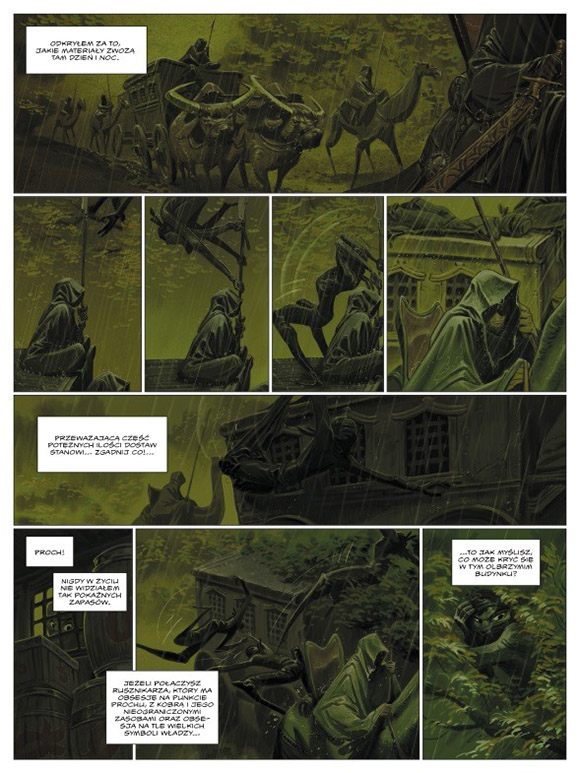 ODKRYŁEM ZA TO,
JAKIE MATERIAŁY ZWOŻĄ
TAM DZIEŃ I NOC.
PRZEWAŻAJĄCA CZĘŚĆ
POTĘŻNYCH ILOŚCI DOSTAW
STANOWI... ZGADNIJ CO!...
PROCH!
NIGDY W ŻYCIU
NIE WIDZIAŁEM
TAK POKAŹNYCH
ZAPASÓW.
JEŻELI POŁĄCZYSZ
RUSZNIKARZA, KTÓRY MA
OBSESJĘ NA PUNKCIE
PROCHU, Z KOBRĄ I JEGO
NIEOGRANICZONYMI
ZASOBAMI ORAZ OBSE-
SJĄ NA TLE WIELKICH
SYMBOLI WŁADZY...
...TO JAK MYŚLISZ,
CO MOŻE KRYĆ SIĘ
W TYM OLBRZYMIM
BUDYNKU?